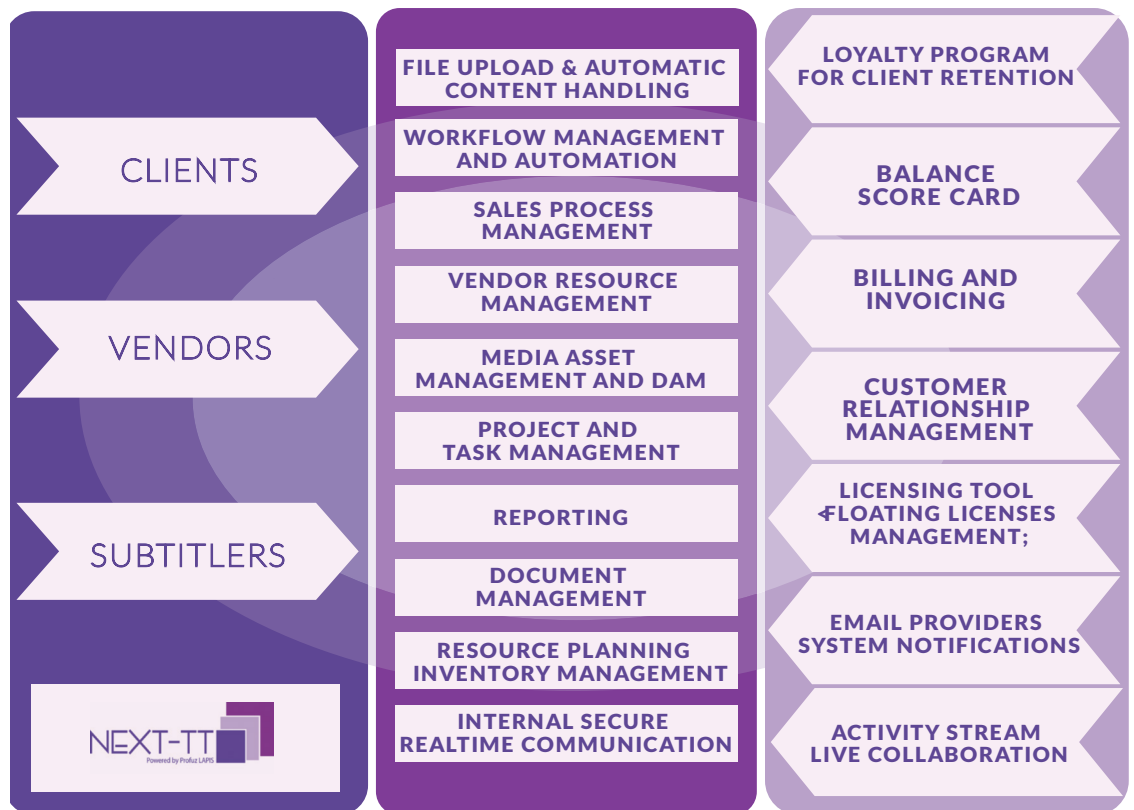 CLIENTS
VENDORS
SUBTITLERS
NEXT-TT
Powered by Profuz LAPIS
FILE UPLOAD & AUTOMATIC
CONTENT HANDLING
WORKFLOW MANAGEMENT
AND AUTOMATION
SALES PROCESS
MANAGEMENT
VENDOR RESOURCE
MANAGEMENT
MEDIA ASSET
MANAGEMENT AND DAM
PROJECT AND
TASK MANAGEMENT
REPORTING
DOCUMENT
MANAGEMENT
RESOURCE PLANNING
INVENTORY MANAGEMENT
INTERNAL SECURE
REALTIME COMMUNICATION
LOYALTY PROGRAM
FOR CLIENT RETENTION
BALANCE
SCORE CARD
BILLING AND
INVOICING
CUSTOMER
RELATIONSHIP
MANAGEMENT
LICENSING TOOL
<FLOATING LICENSES
MANAGEMENT;
EMAIL PROVIDERS
SYSTEM NOTIFICATIONS
ACTIVITY STREAM
LIVE COLLABORATION